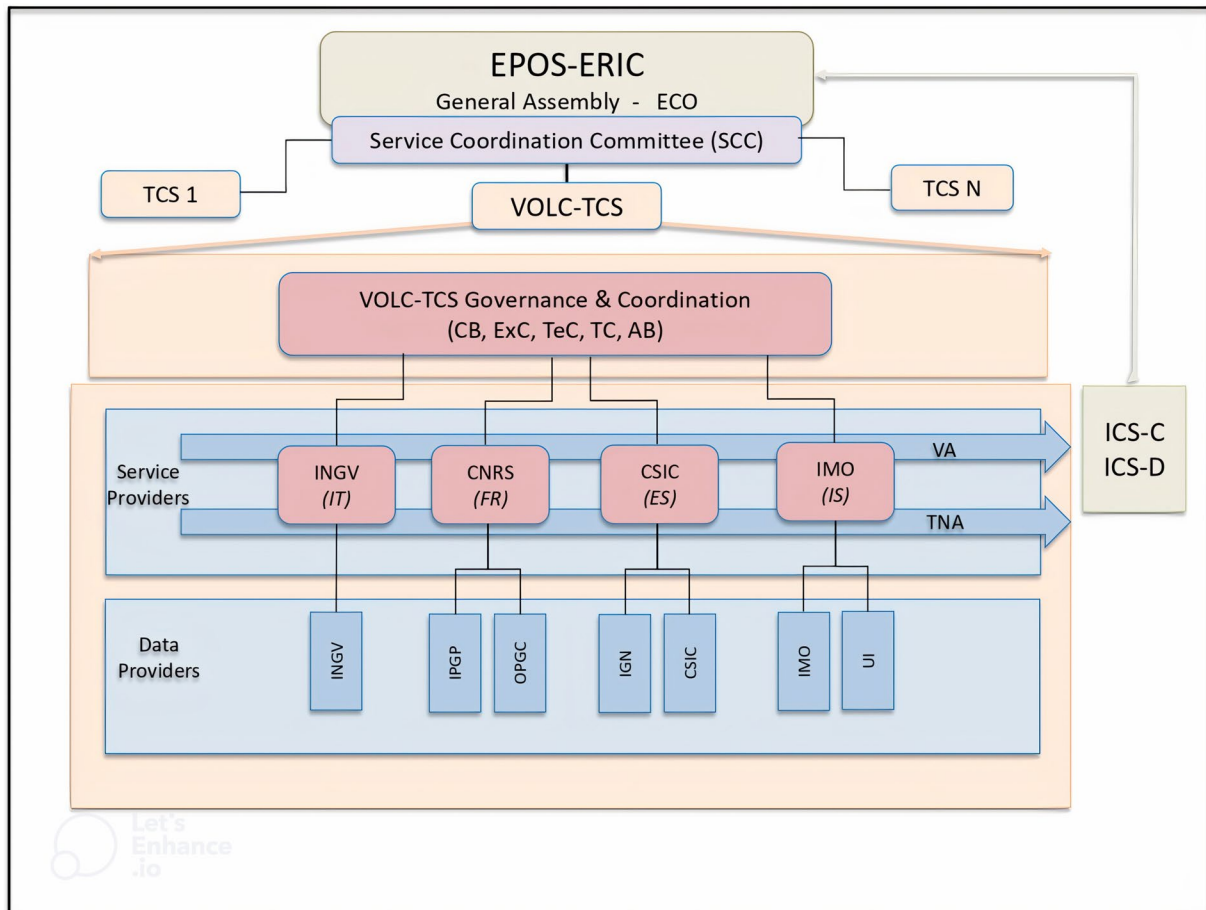 EPOS-ERIC
General Assembly - ECO
Service Coordination Committee (SCC)
TCS 1
TCS N
VOLC-TCS
VOLC-TCS Governance & Coordination
(CB, ExC, TeC, TC, AB)
ICS-C
ICS-D
VA
Service
Providers
INGV
(IT)
CNRS
(FR)
CSIC
(ES)
IMO
(IS)
TNA
Data
Providers
INGV
IPGP
OPGC
IGN
CSIC
IMO
UI
Let's
Enhance
.io